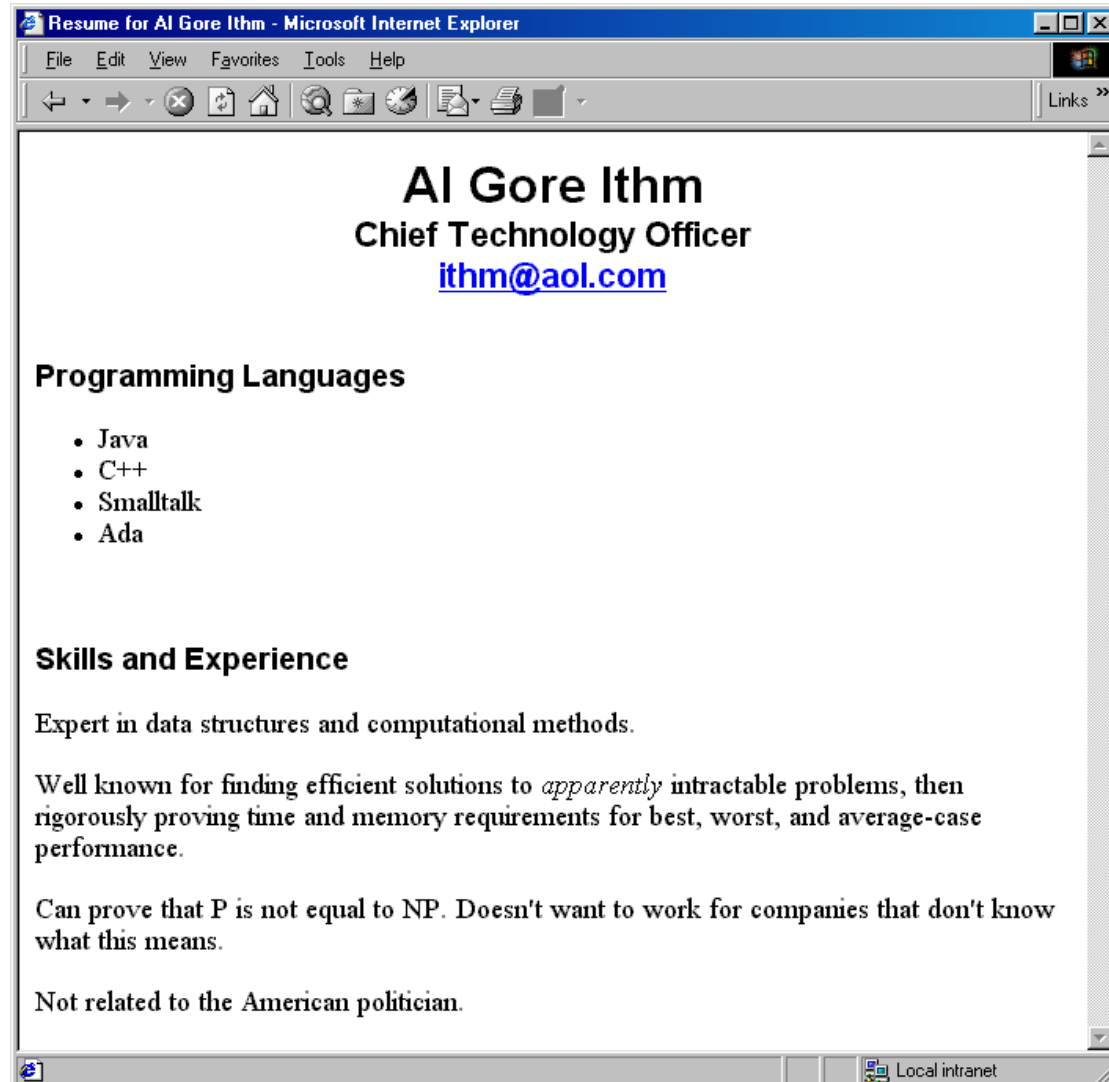 Resume for Al Gore Ithm - Microsoft Internet Explorer
File Edit View Favorites Tools Help
Links »
Al Gore Ithm
Chief Technology Officer
ithm@aol.com
Programming Languages
• Java
• C++
• Smalltalk
• Ada
Skills and Experience
Expert in data structures and computational methods.
Well known for finding efficient solutions to apparently intractable problems, then
rigorously proving time and memory requirements for best, worst, and average-case
performance.
Can prove that P is not equal to NP. Doesn't want to work for companies that don't know
what this means.
Not related to the American politician.
Local intranet